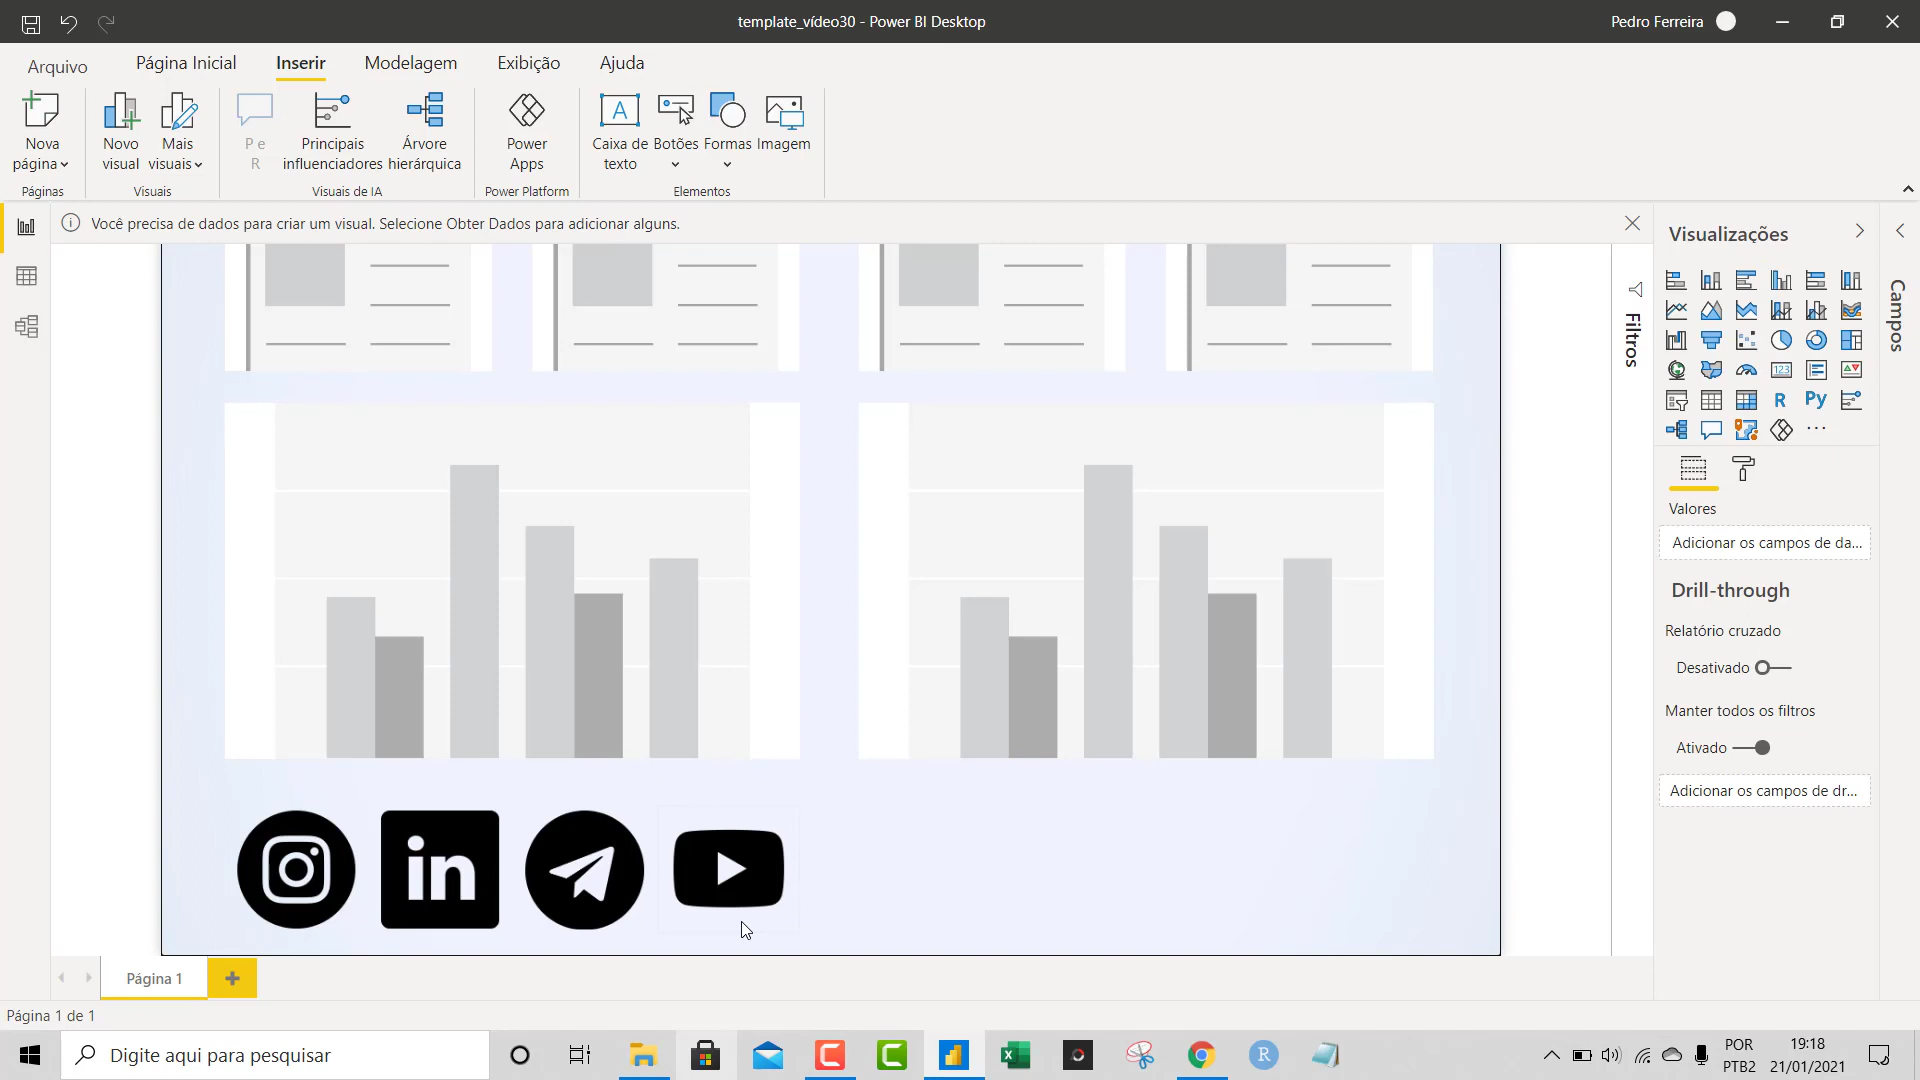 template_vídeo30 - Power BI Desktop
Pedro Ferreira
Arquivo
Página Inicial
Inserir
Modelagem
Exibição
Ajuda
Nova página
Novo visual
Mais visuais
P e R
Principais influenciadores
Árvore hierárquica
Power Apps
Caixa de texto
Botões
Formas
Imagem
Páginas
Visuais
Visuais de IA
Power Platform
Elementos
Você precisa de dados para criar um visual. Selecione Obter Dados para adicionar alguns.
Filtros
Visualizações
Campos
123
R
Py
...
Valores
Adicionar os campos de da...
Drill-through
Relatório cruzado
Desativado
Manter todos os filtros
Ativado
Adicionar os campos de dr...
in
Página 1
Página 1 de 1
Digite aqui para pesquisar
POR
PTB2
19:18
21/01/2021